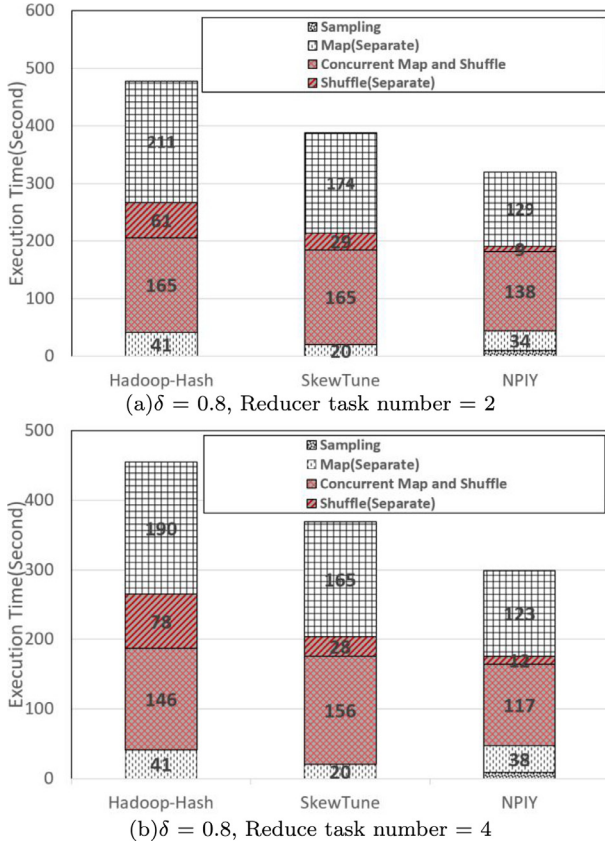 600
500
400
300
200
100
0
Execution Time(Second)
Sampling
Map(Separate)
Concurrent Map and Shuffle
Shuffle(Separate)
211
61
165
41
174
29
165
20
129
9
138
34
Hadoop-Hash SkewTune NPIY
(a)δ = 0.8, Reducer task number = 2
500
400
300
200
100
0
Execution Time(Second)
Sampling
Map(Separate)
Concurrent Map and Shuffle
Shuffle(Separate)
190
78
146
41
165
28
156
20
123
12
117
38
Hadoop-Hash SkewTune NPIY
(b)δ = 0.8, Reduce task number = 4